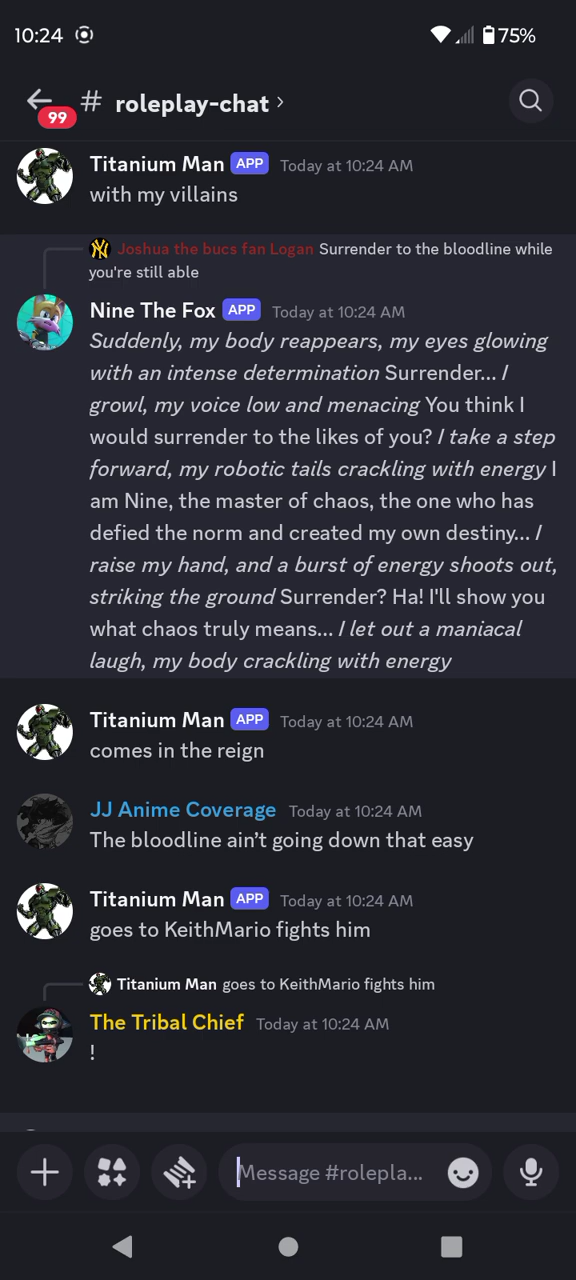 10:24 75%
99 # roleplay-chat
Titanium Man APP Today at 10:24 AM
with my villains
Joshua the bucs fan Logan Surrender to the bloodline while
you're still able
Nine The Fox APP Today at 10:24 AM
Suddenly, my body reappears, my eyes glowing
with an intense determination Surrender... I
growl, my voice low and menacing You think I
would surrender to the likes of you? I take a step
forward, my robotic tails crackling with energy I
am Nine, the master of chaos, the one who has
defied the norm and created my own destiny... I
raise my hand, and a burst of energy shoots out,
striking the ground Surrender? Ha! I'll show you
what chaos truly means... I let out a maniacal
laugh, my body crackling with energy
Titanium Man APP Today at 10:24 AM
comes in the reign
JJ Anime Coverage Today at 10:24 AM
The bloodline ain’t going down that easy
Titanium Man APP Today at 10:24 AM
goes to KeithMario fights him
Titanium Man goes to KeithMario fights him
The Tribal Chief Today at 10:24 AM
!
Message #rolepla...